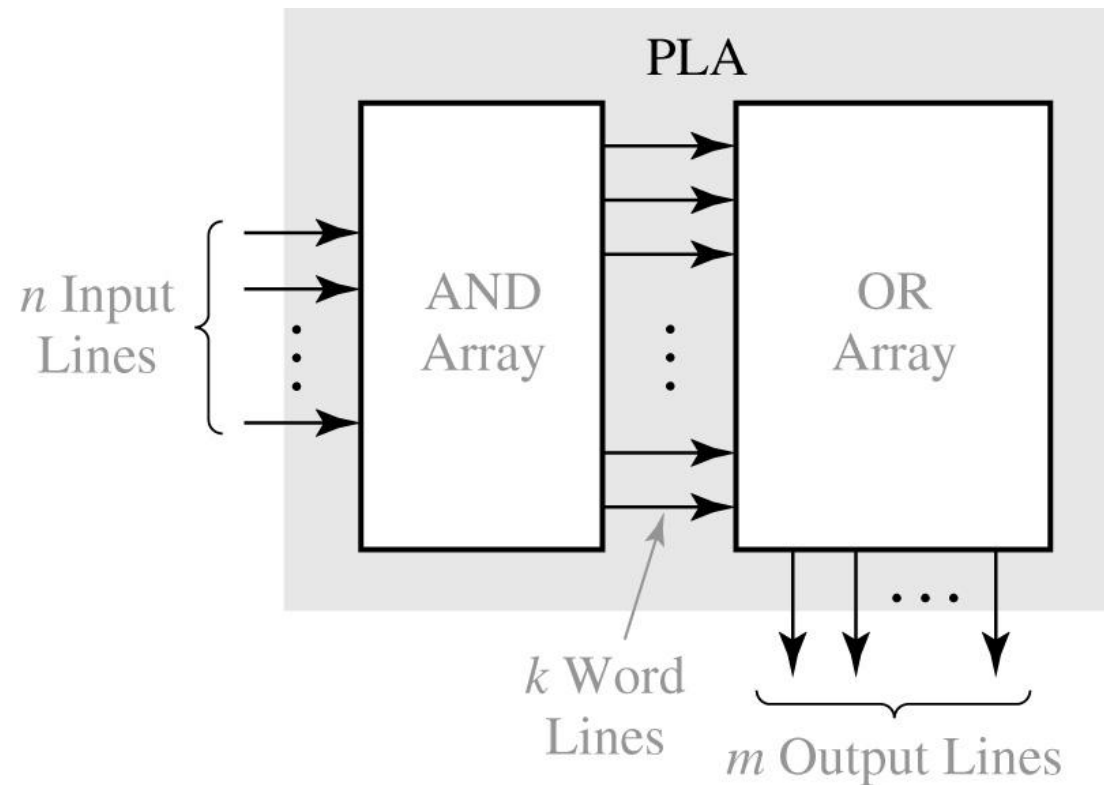 PLA
n Input
Lines
AND
Array
OR
Array
k Word
Lines
m Output Lines